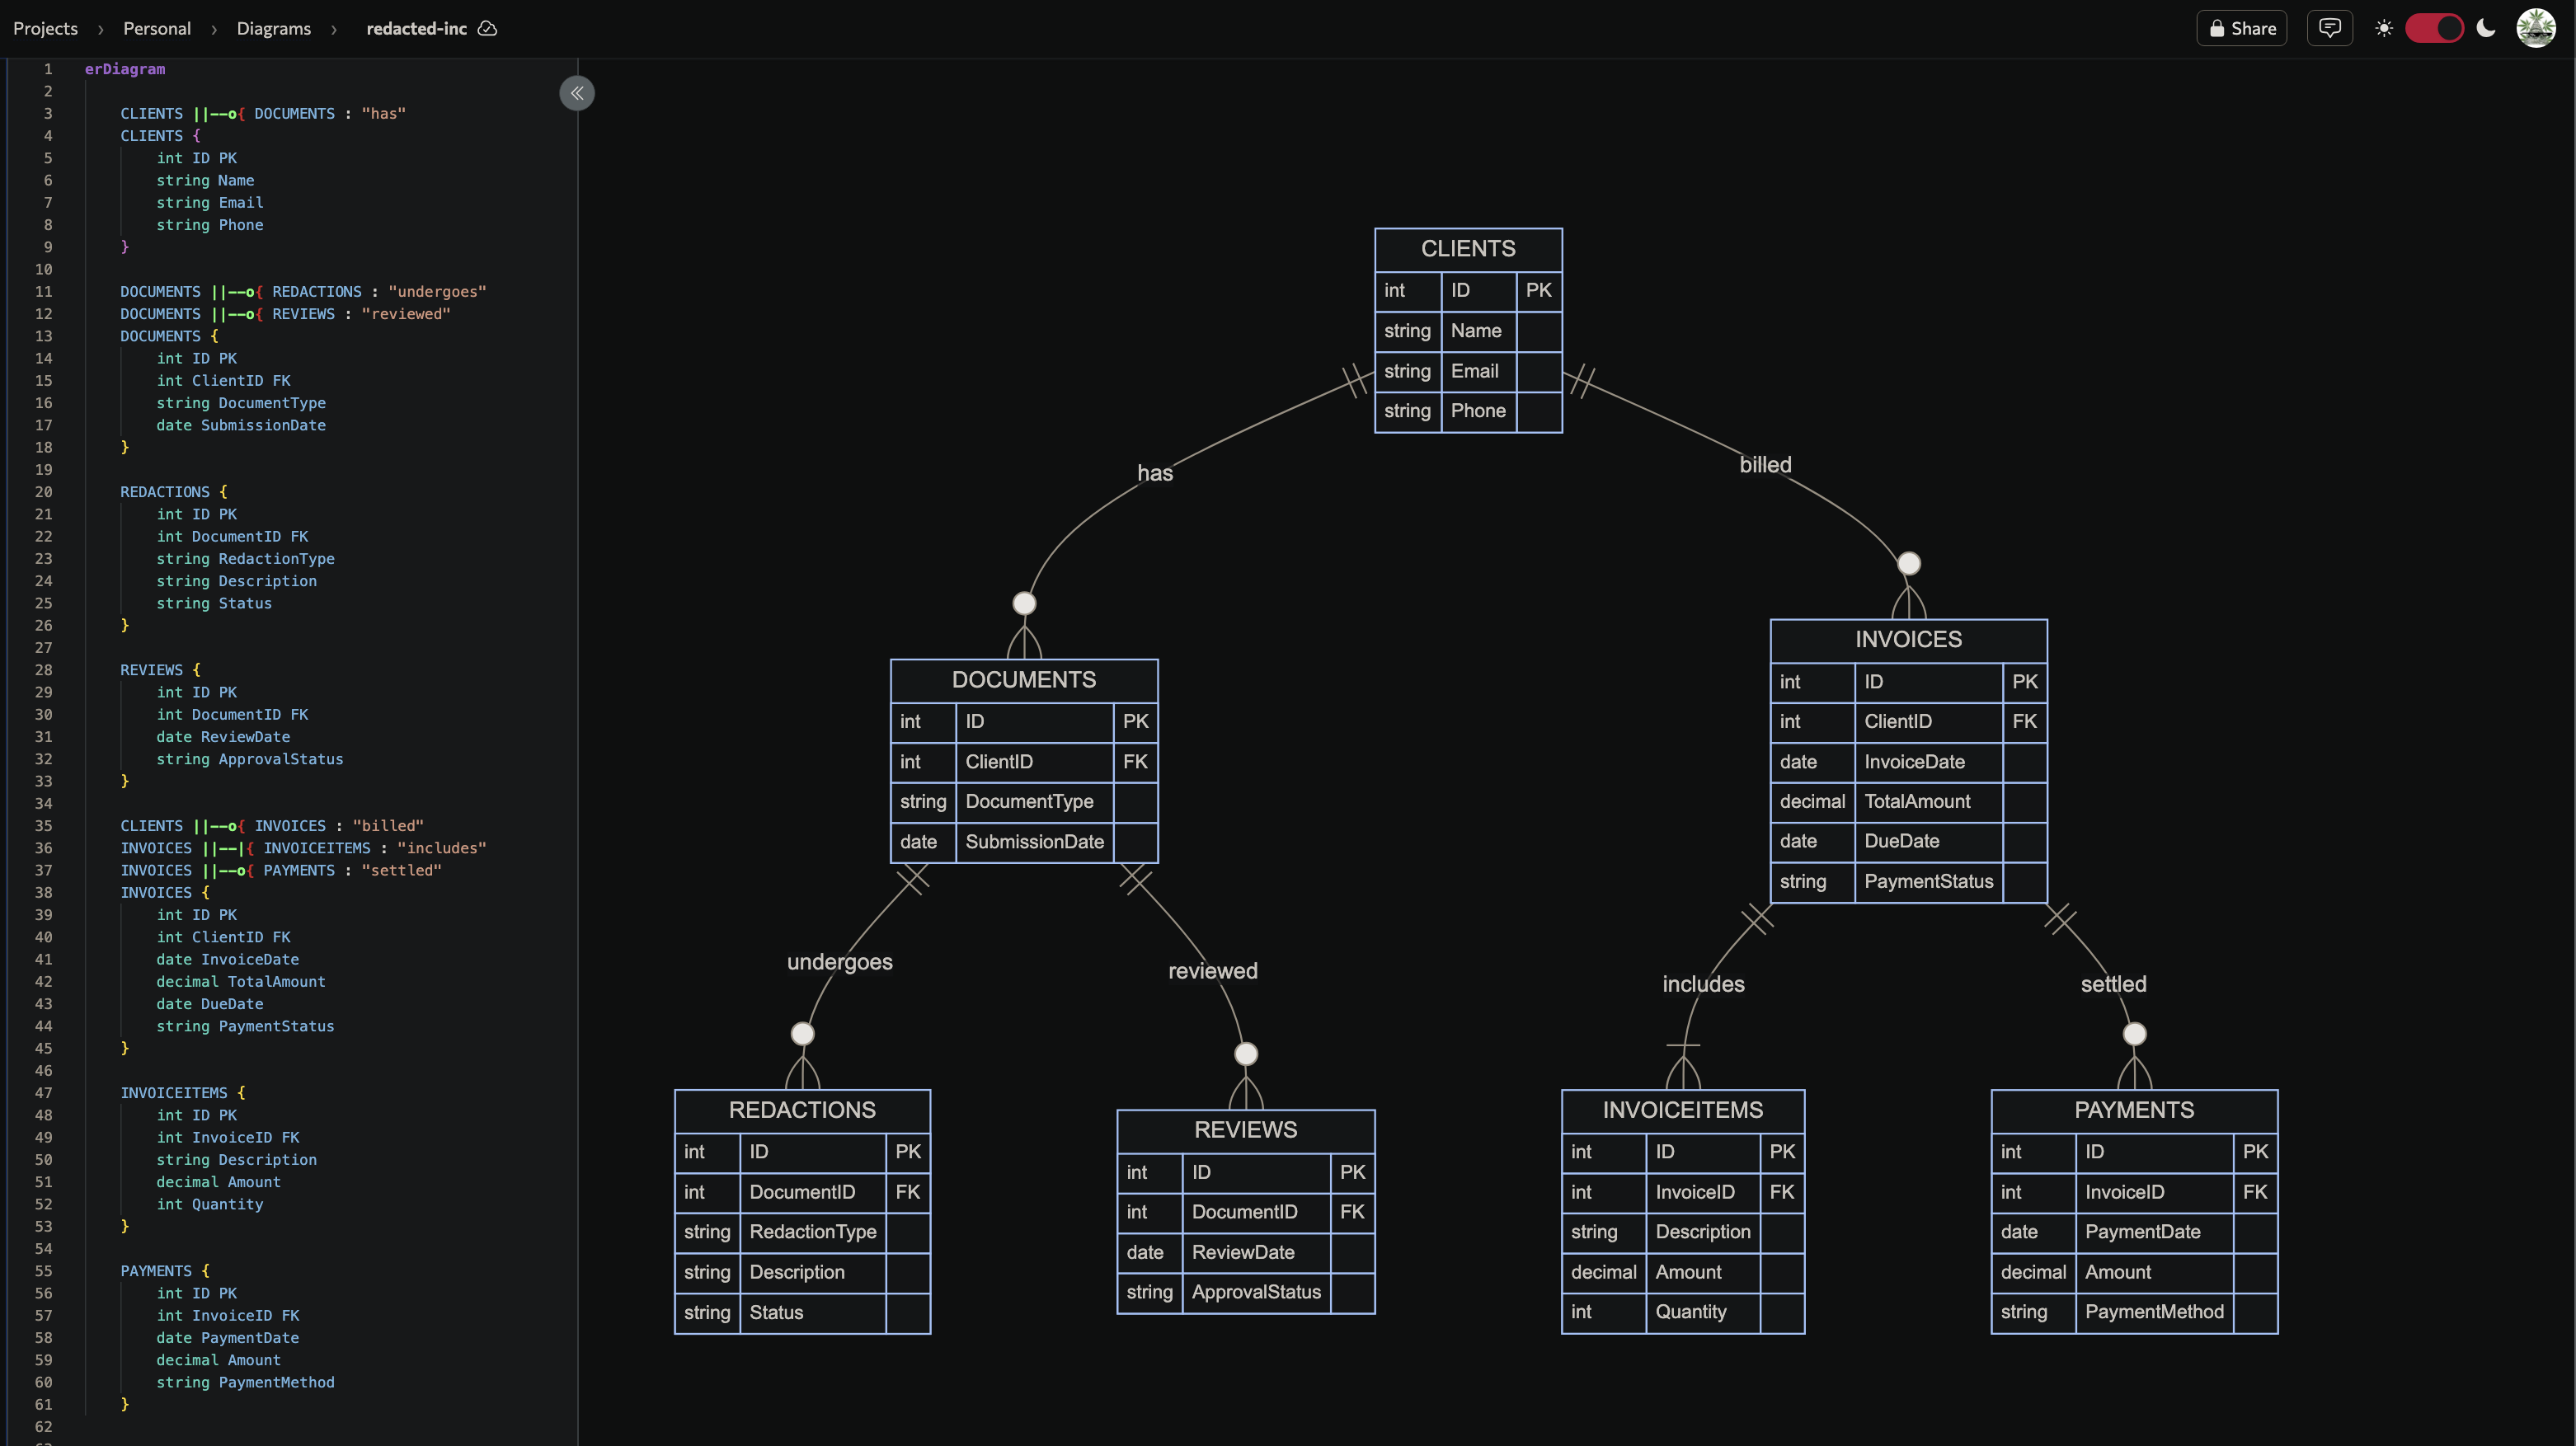 Projects › Personal › Diagrams › redacted-inc
Share
1 erDiagram
2
3 CLIENTS ||--o{ DOCUMENTS : "has"
4 CLIENTS {
5 int ID PK
6 string Name
7 string Email
8 string Phone
9 }
10
11 DOCUMENTS ||--o{ REDACTIONS : "undergoes"
12 DOCUMENTS ||--o{ REVIEWS : "reviewed"
13 DOCUMENTS {
14 int ID PK
15 int ClientID FK
16 string DocumentType
17 date SubmissionDate
18 }
19
20 REDACTIONS {
21 int ID PK
22 int DocumentID FK
23 string RedactionType
24 string Description
25 string Status
26 }
27
28 REVIEWS {
29 int ID PK
30 int DocumentID FK
31 date ReviewDate
32 string ApprovalStatus
33 }
34
35 CLIENTS ||--o{ INVOICES : "billed"
36 INVOICES ||--|{ INVOICEITEMS : "includes"
37 INVOICES ||--o{ PAYMENTS : "settled"
38 INVOICES {
39 int ID PK
40 int ClientID FK
41 date InvoiceDate
42 decimal TotalAmount
43 date DueDate
44 string PaymentStatus
45 }
46
47 INVOICEITEMS {
48 int ID PK
49 int InvoiceID FK
50 string Description
51 decimal Amount
52 int Quantity
53 }
54
55 PAYMENTS {
56 int ID PK
57 int InvoiceID FK
58 date PaymentDate
59 decimal Amount
60 string PaymentMethod
61 }
62
CLIENTS
int ID PK
string Name
string Email
string Phone
has
billed
DOCUMENTS
int ID PK
int ClientID FK
string DocumentType
date SubmissionDate
INVOICES
int ID PK
int ClientID FK
date InvoiceDate
decimal TotalAmount
date DueDate
string PaymentStatus
undergoes
reviewed
includes
settled
REDACTIONS
int ID PK
int DocumentID FK
string RedactionType
string Description
string Status
REVIEWS
int ID PK
int DocumentID FK
date ReviewDate
string ApprovalStatus
INVOICEITEMS
int ID PK
int InvoiceID FK
string Description
decimal Amount
int Quantity
PAYMENTS
int ID PK
int InvoiceID FK
date PaymentDate
decimal Amount
string PaymentMethod